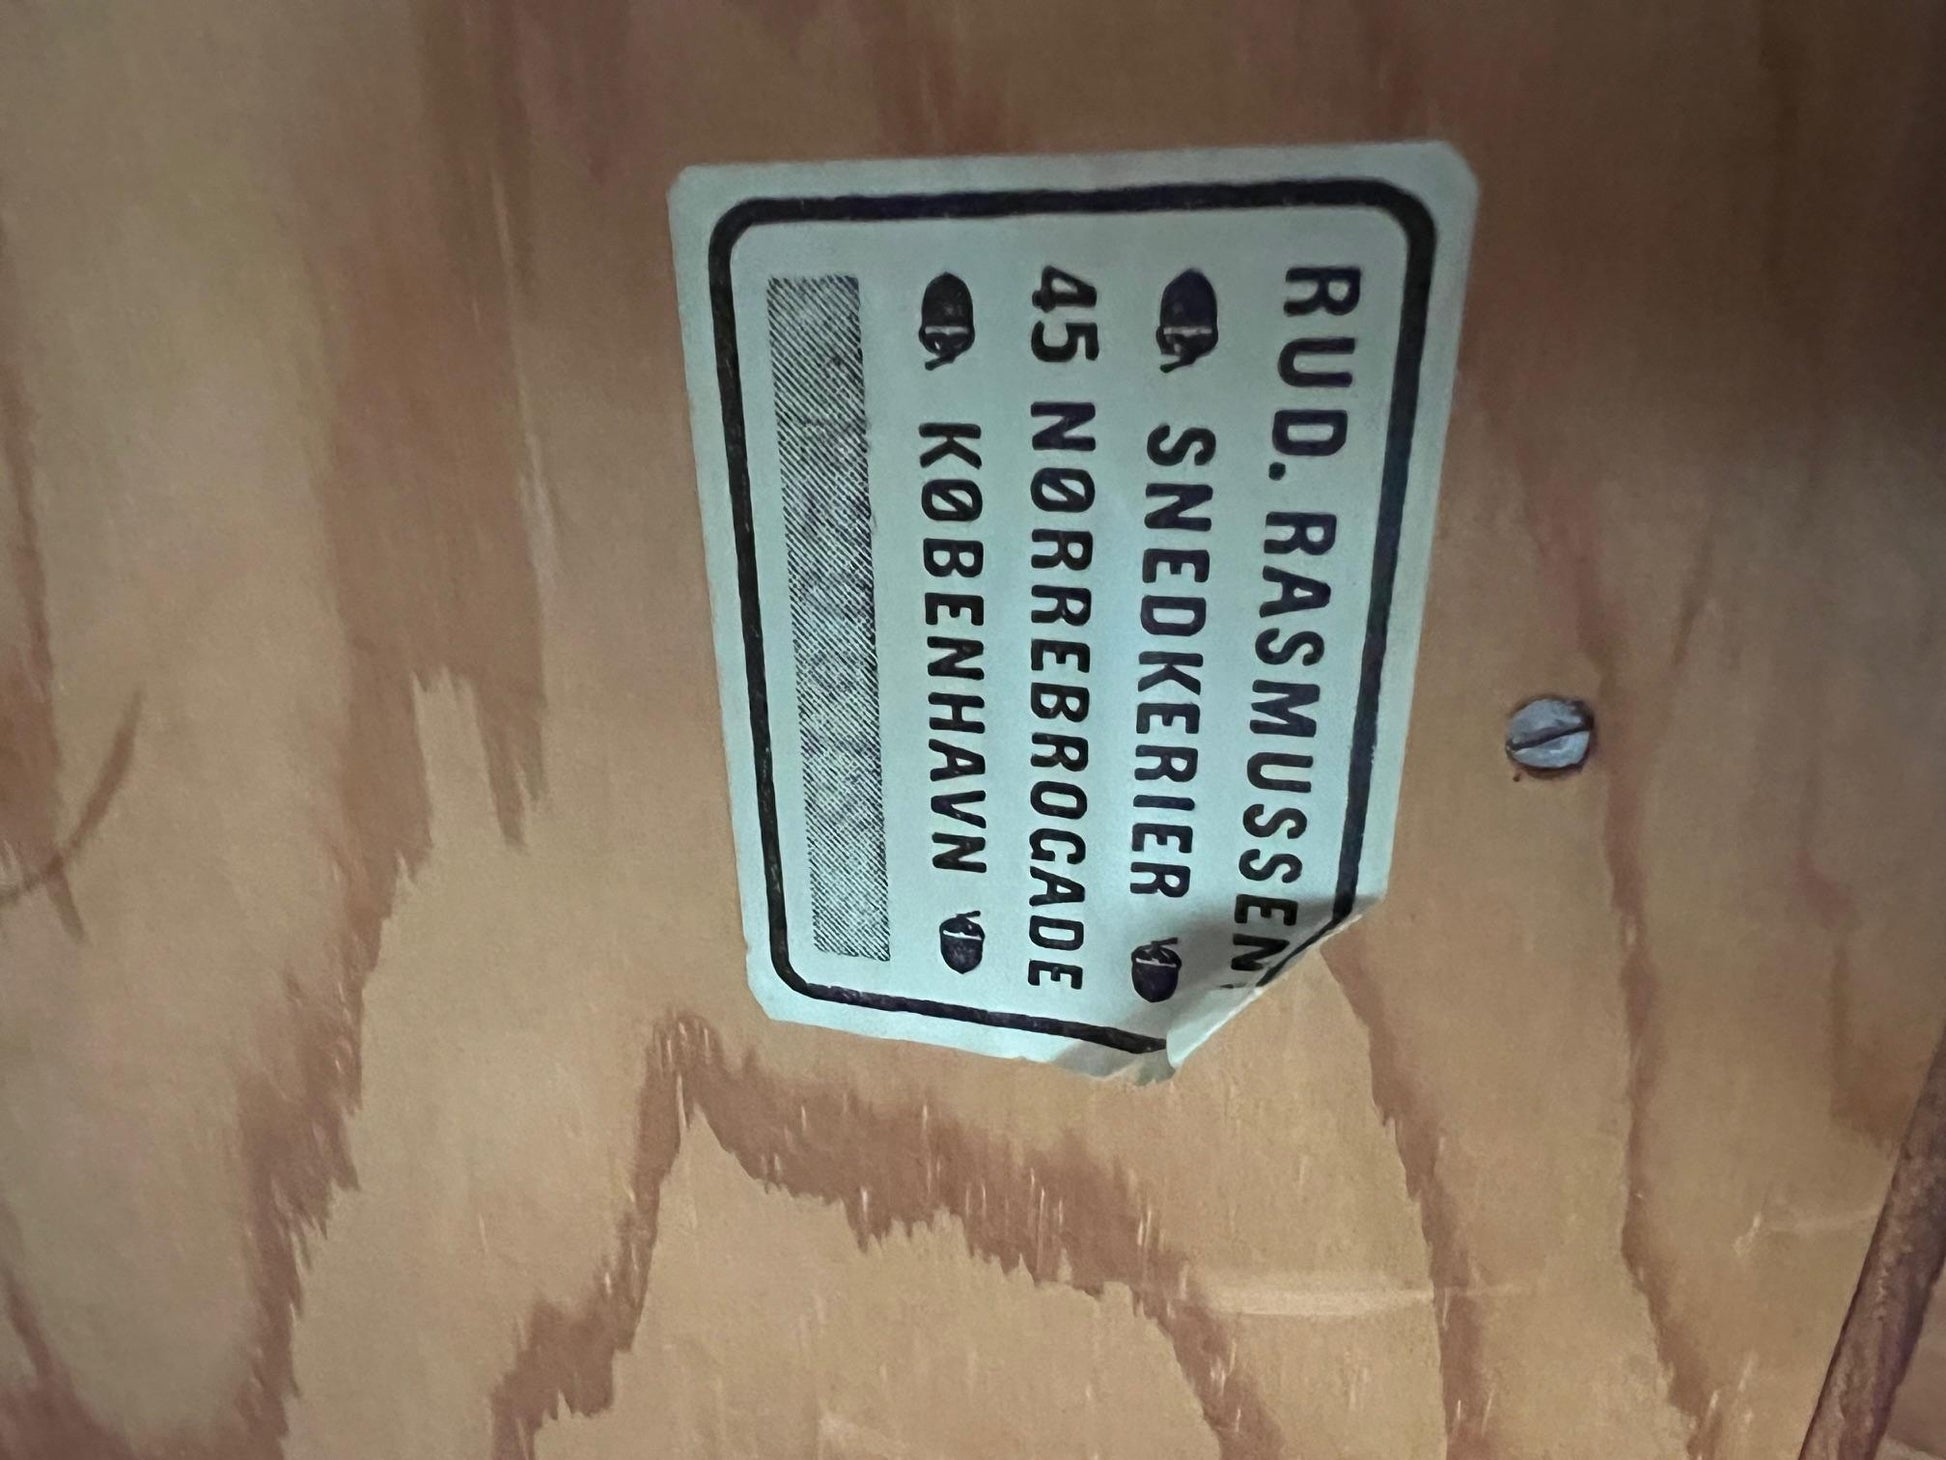 RUD. RASMUSSEN
SNEDKERIER
45 NØRREBROGADE
KØBENHAVN